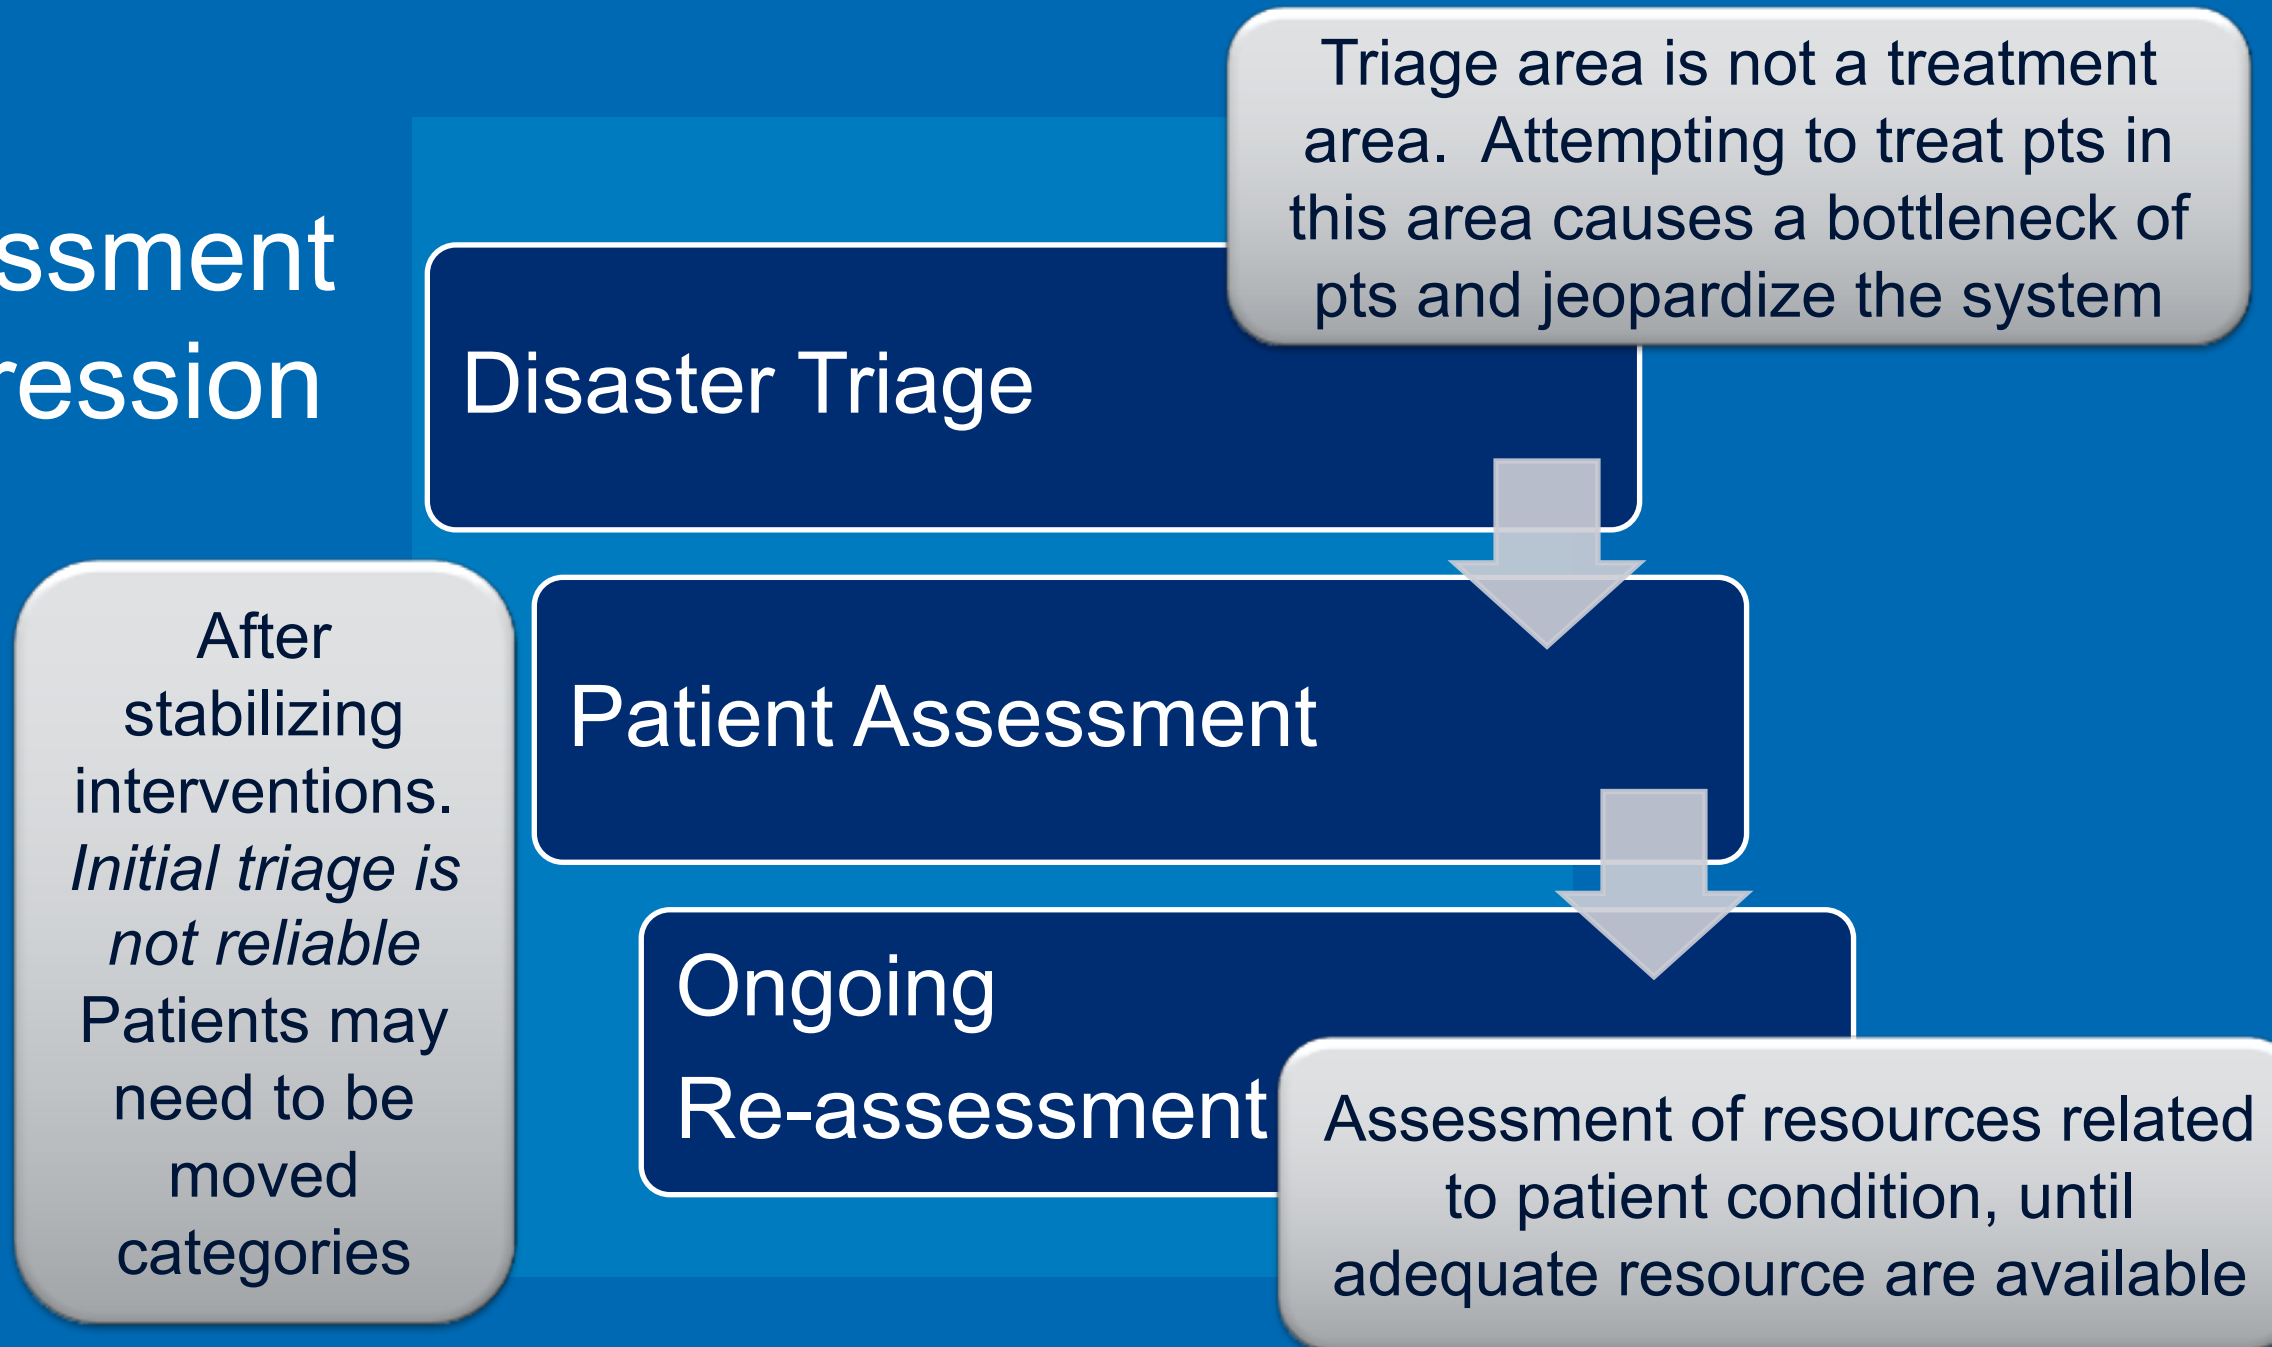 ssment
ression
Triage area is not a treatment
area.  Attempting to treat pts in
this area causes a bottleneck of
pts and jeopardize the system
Disaster Triage
Patient Assessment
After
stabilizing
interventions.
Initial triage is
not reliable
Patients may
need to be
moved
categories
Ongoing
Re-assessment
Assessment of resources related
to patient condition, until
adequate resource are available